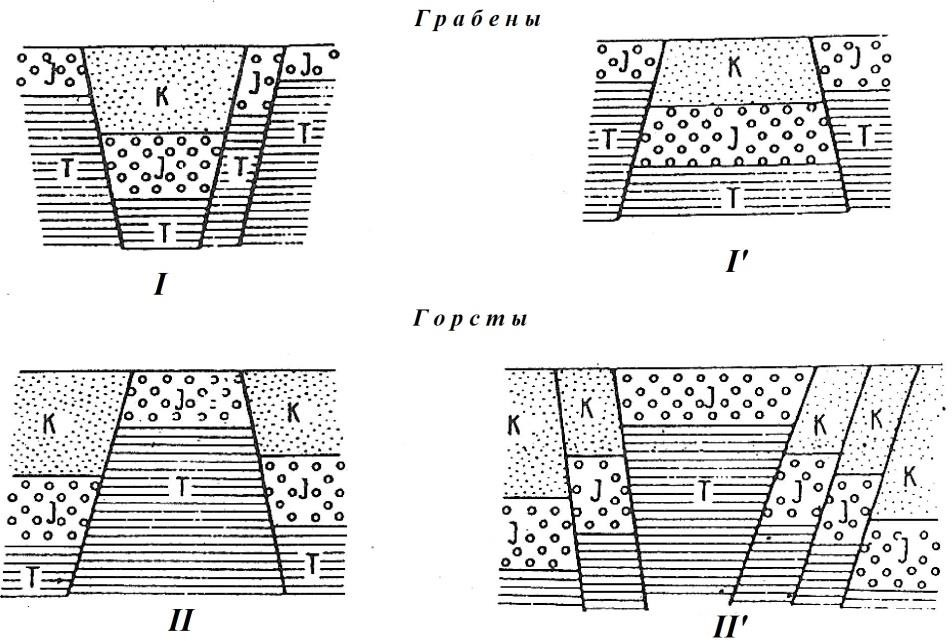 Грабены
J K J J K J
J J
T T T T T T
T T
I I'
Горсты
J J
K K K K K K
J J T J T J J J
J
T T
II II'